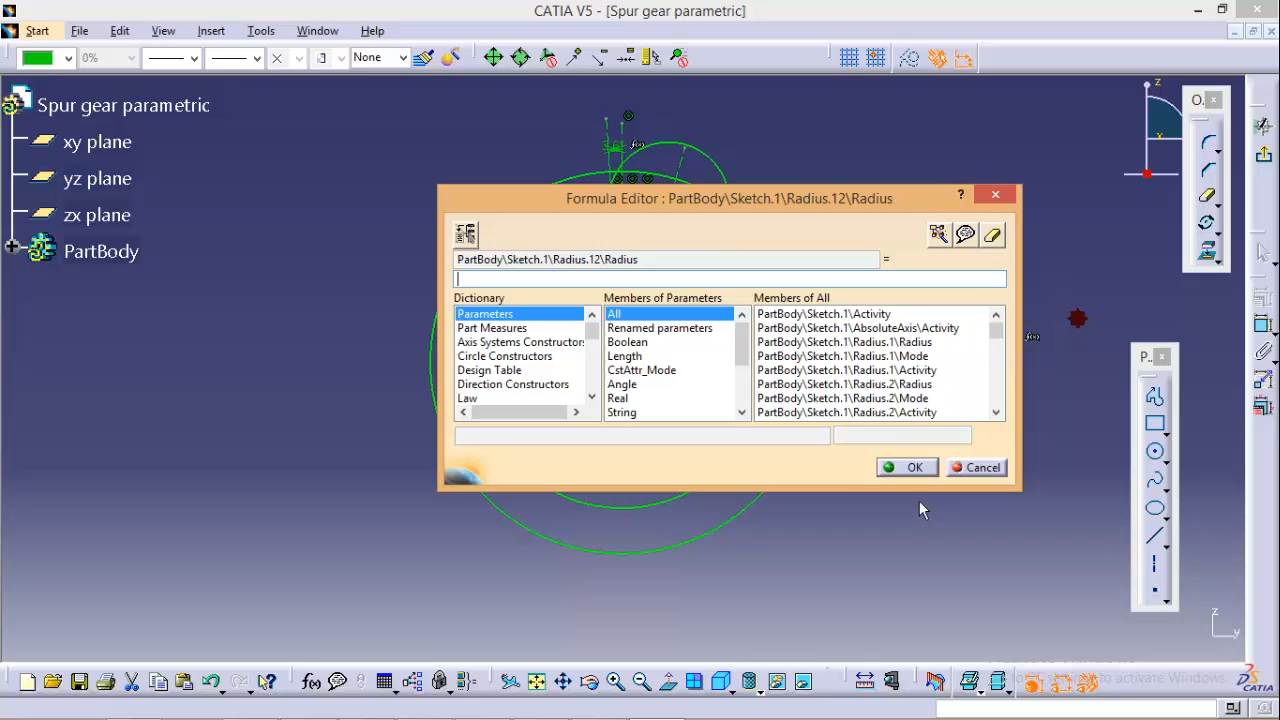 CATIA V5 - [Spur gear parametric]
Start File Edit View Insert Tools Window Help
0% 3 None
Spur gear parametric
xy plane
yz plane
zx plane
PartBody
z
O..
f(x)
Formula Editor : PartBody\Sketch.1\Radius.12\Radius
?
PartBody\Sketch.1\Radius.12\Radius =
Dictionary Members of Parameters Members of All
Parameters All PartBody\Sketch.1\Activity
Part Measures Renamed parameters PartBody\Sketch.1\AbsoluteAxis\Activity
Axis Systems Constructors Boolean PartBody\Sketch.1\Radius.1\Radius
Circle Constructors Length PartBody\Sketch.1\Radius.1\Mode
Design Table CstAttr_Mode PartBody\Sketch.1\Radius.1\Activity
Direction Constructors Angle PartBody\Sketch.1\Radius.2\Radius
Law Real PartBody\Sketch.1\Radius.2\Mode
String PartBody\Sketch.1\Radius.2\Activity
OK Cancel
f(x)
P..
z
y
f(x)
to activate Windows.
CATIA